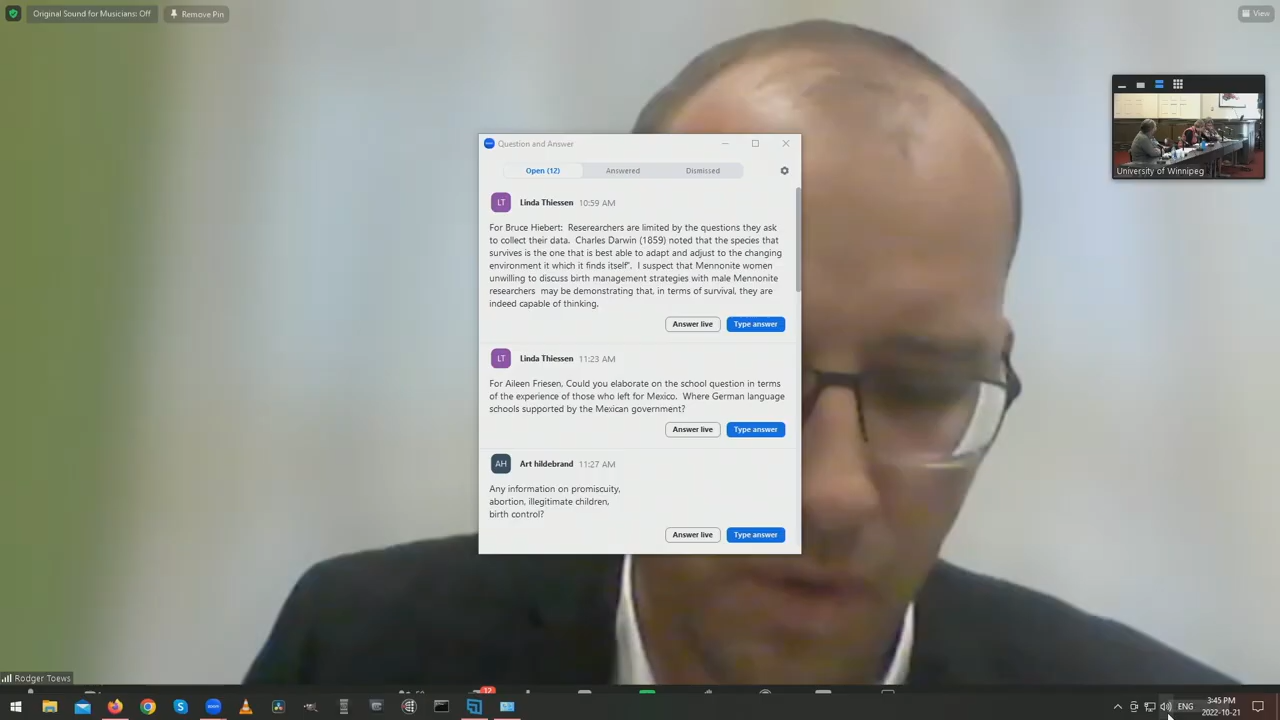 Original Sound for Musicians: Off
Remove Pin
View
University of Winnipeg
zoom
Question and Answer
Open (12)
Answered
Dismissed
LT
Linda Thiessen 10:59 AM
For Bruce Hiebert: Reserearchers are limited by the questions they ask
to collect their data. Charles Darwin (1859) noted that the species that
survives is the one that is best able to adapt and adjust to the changing
environment it which it finds itself". I suspect that Mennonite women
unwilling to discuss birth management strategies with male Mennonite
researchers may be demonstrating that, in terms of survival, they are
indeed capable of thinking.
Answer live
Type answer
LT
Linda Thiessen 11:23 AM
For Aileen Friesen, Could you elaborate on the school question in terms
of the experience of those who left for Mexico. Where German language
schools supported by the Mexican government?
Answer live
Type answer
AH
Art hildebrand 11:27 AM
Any information on promiscuity,
abortion, illegitimate children,
birth control?
Answer live
Type answer
Rodger Toews
12
ENG
3:45 PM
2022-10-21